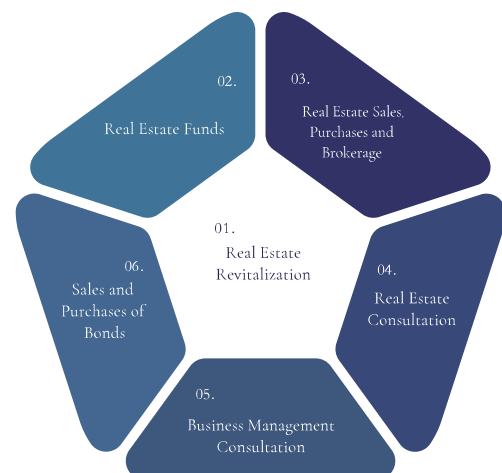 01.
Real Estate
Revitalization
02.
Real Estate Funds
03.
Real Estate Sales,
Purchases and
Brokerage
04.
Real Estate
Consultation
05.
Business Management
Consultation
06.
Sales and
Purchases of
Bonds